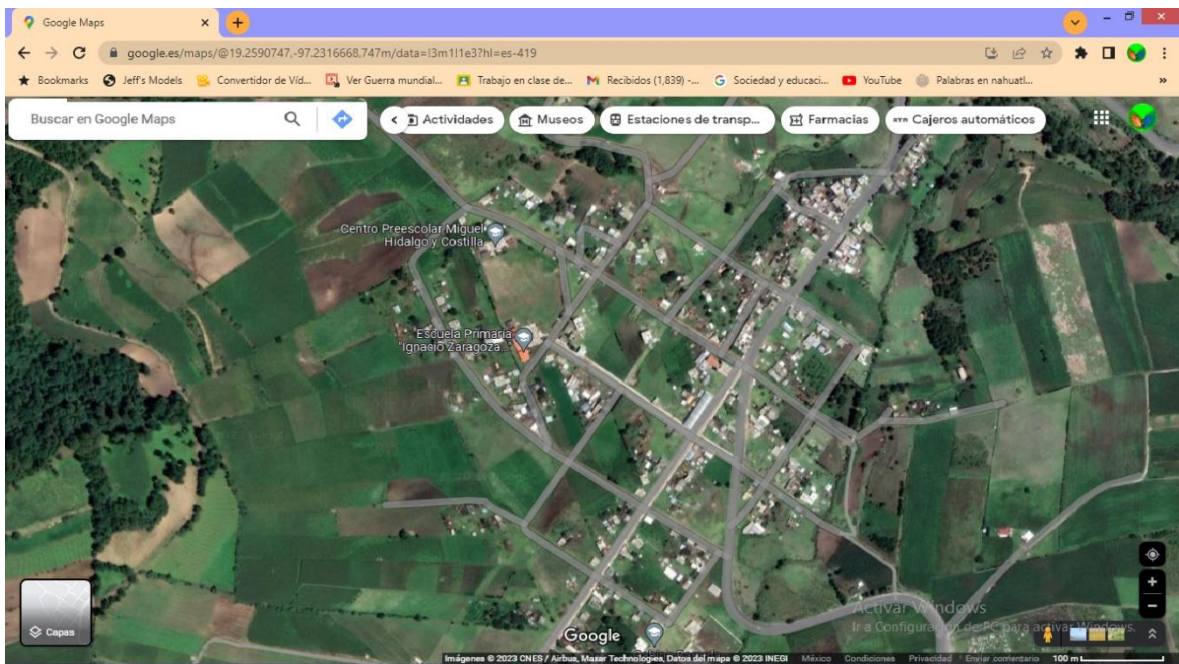 Google Maps
google.es/maps/@19.2590747,-97.2316668,747m/data=!3m1!1e3?hl=es-419
Bookmarks Jeff's Models Convertidor de Víd... Ver Guerra mundial... Trabajo en clase de... Recibidos (1,839) -... Sociedad y educaci... YouTube Palabras en nahuatl...
Buscar en Google Maps
Actividades Museos Estaciones de transp... Farmacias Cajeros automáticos
Centro Preescolar Miguel
Hidalgo y Costilla
Escuela Primaria
"Ignacio Zaragoza...
Activar Windows
Ir a Configuración de PC para activar Windows.
Capas
Google
Imágenes © 2023 CNES / Airbus, Maxar Technologies, Datos del mapa © 2023 INEGI México Condiciones Privacidad Enviar comentario 100 m